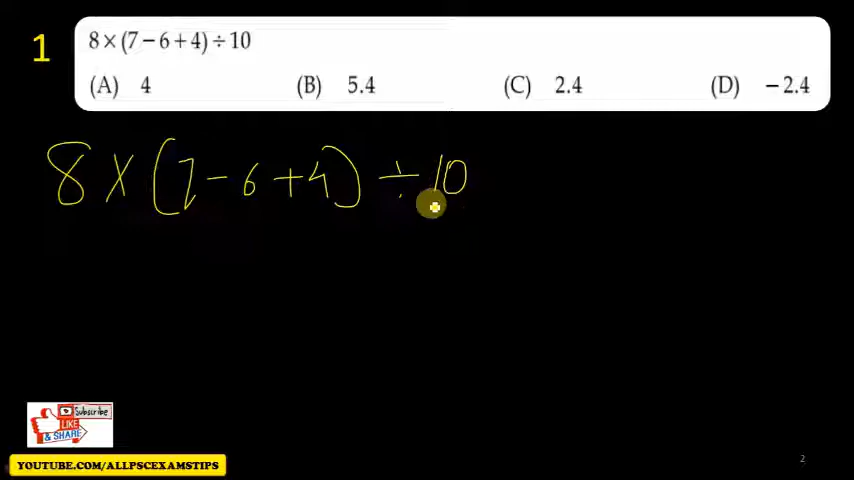 1
8 × (7 − 6 + 4) ÷ 10
(A) 4 (B) 5.4 (C) 2.4 (D) − 2.4
8 × (7 − 6 + 4) ÷ 10
Subscribe
LIKE
& SHARE
YOUTUBE.COM/ALLPSCEXAMSTIPS
2